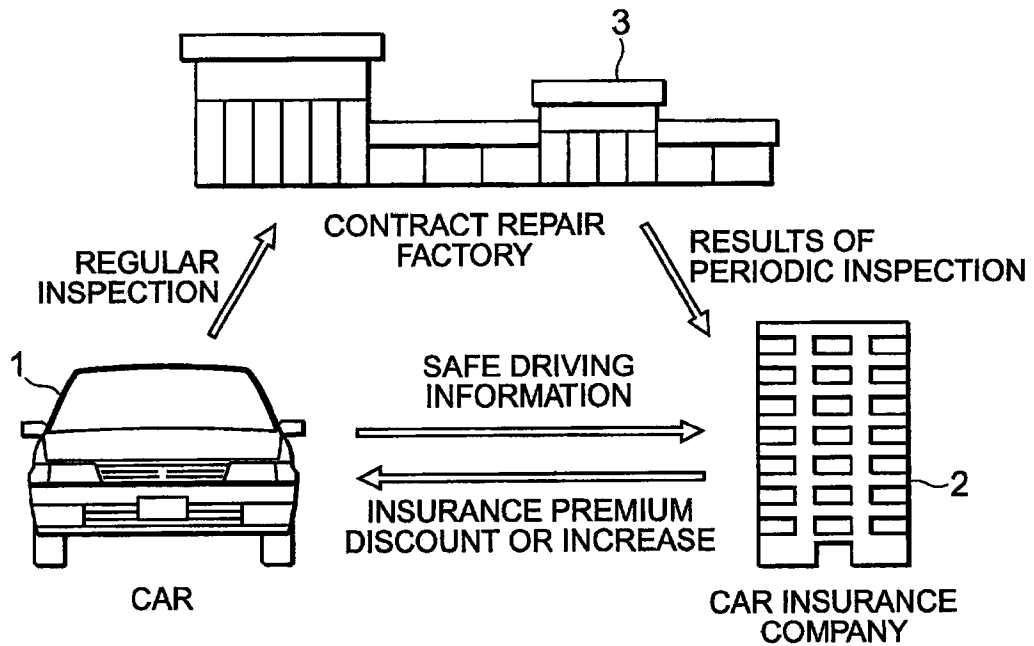 3
CONTRACT REPAIR
FACTORY
REGULAR
INSPECTION
RESULTS OF
PERIODIC INSPECTION
1
SAFE DRIVING
INFORMATION
INSURANCE PREMIUM
DISCOUNT OR INCREASE
2
CAR
CAR INSURANCE
COMPANY